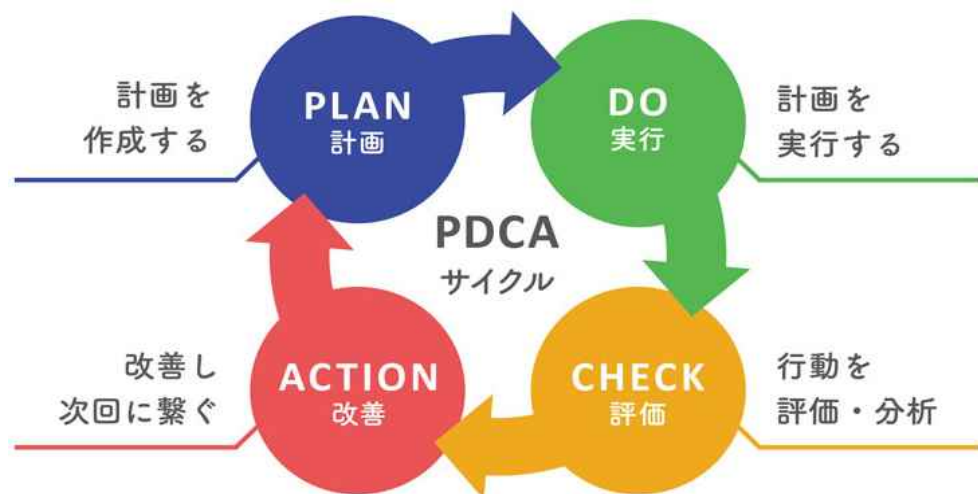 計画を
作成する
PLAN
計画
DO
実行
計画を
実行する
PDCA
サイクル
改善し
次回に繋ぐ
ACTION
改善
CHECK
評価
行動を
評価・分析